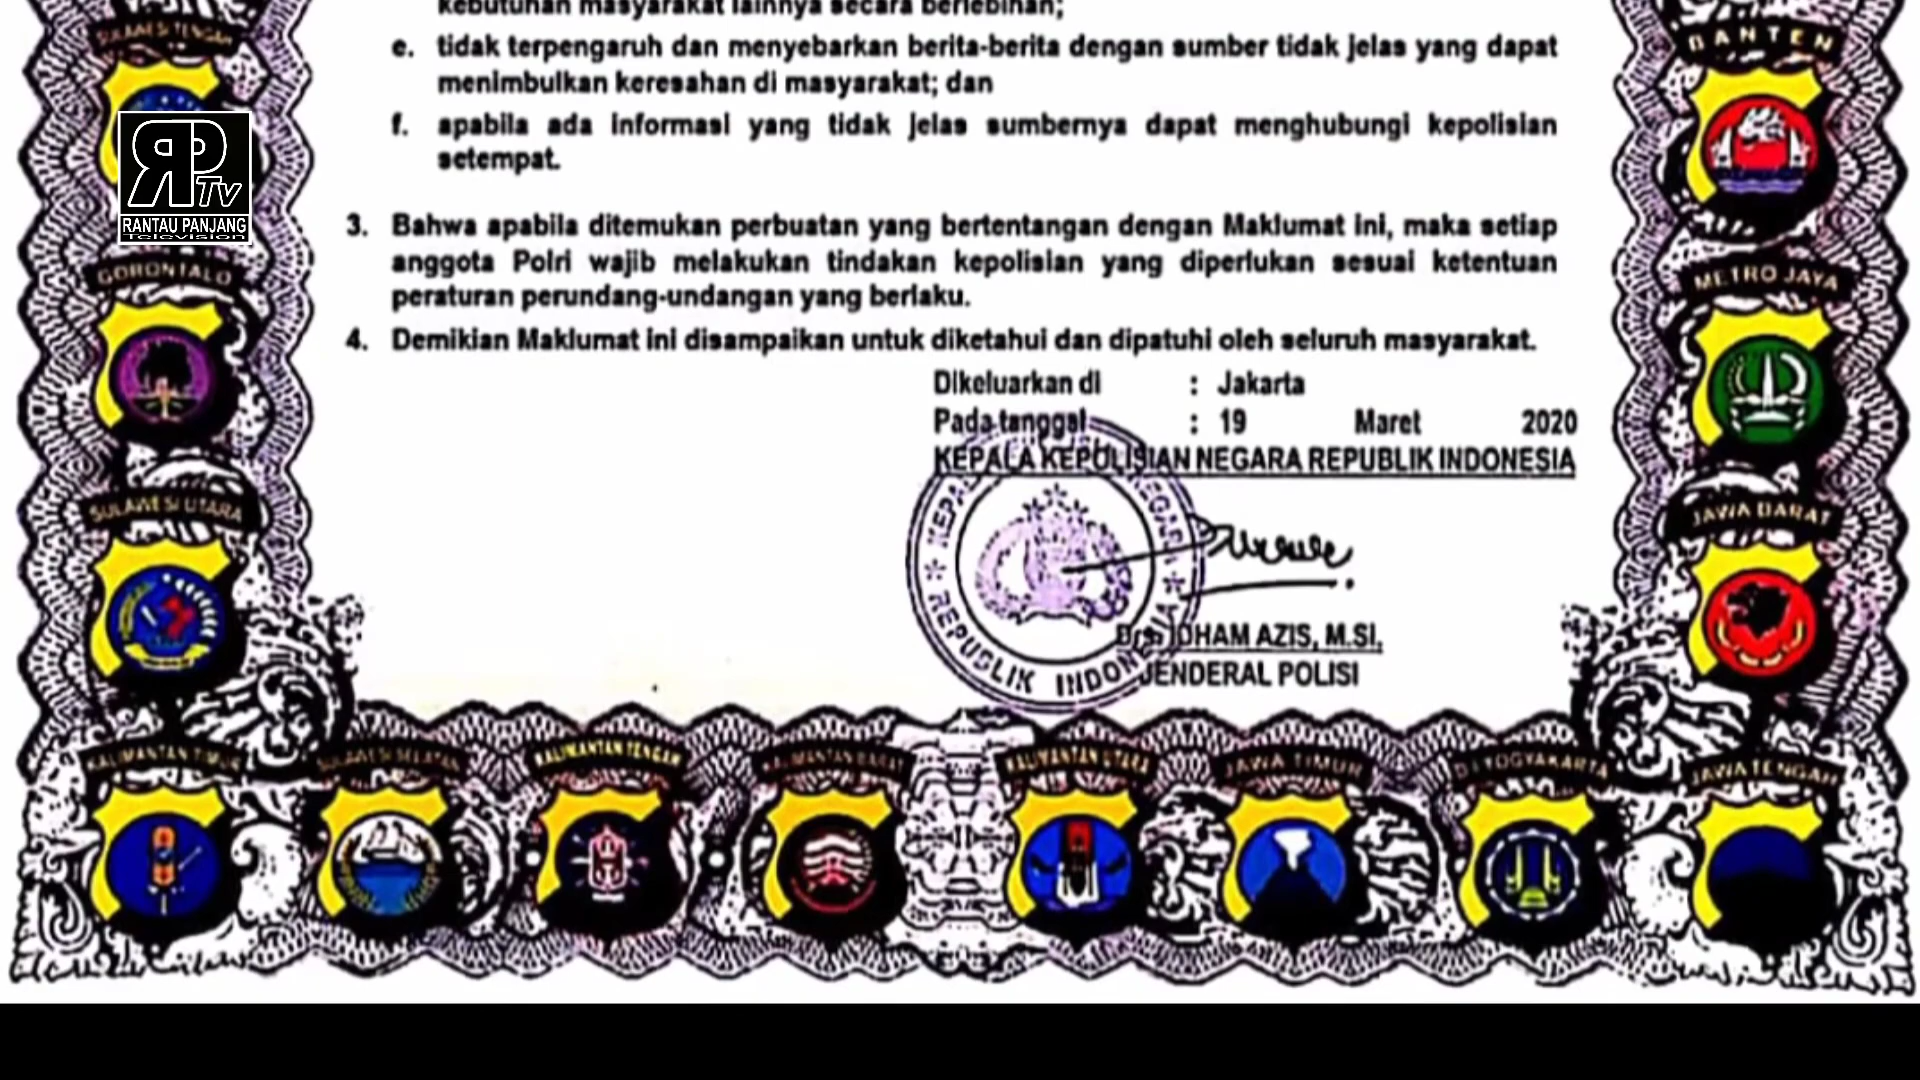 kebutuhan masyarakat lainnya secara berlebihan;
e. tidak terpengaruh dan menyebarkan berita-berita dengan sumber tidak jelas yang dapat
menimbulkan keresahan di masyarakat; dan
f. apabila ada informasi yang tidak jelas sumbernya dapat menghubungi kepolisian
setempat.
3. Bahwa apabila ditemukan perbuatan yang bertentangan dengan Maklumat ini, maka setiap
anggota Polri wajib melakukan tindakan kepolisian yang diperlukan sesuai ketentuan
peraturan perundang-undangan yang berlaku.
4. Demikian Maklumat ini disampaikan untuk diketahui dan dipatuhi oleh seluruh masyarakat.
Dikeluarkan di : Jakarta
Pada tanggal : 19 Maret 2020
KEPALA KEPOLISIAN NEGARA REPUBLIK INDONESIA
REPUBLIK INDONESIA
Drs. IDHAM AZIS, M.SI.
JENDERAL POLISI
RP Tv
RANTAU PANJANG
Television
SULAWESI TENGAH
GORONTALO
SULAWESI UTARA
BANTEN
METRO JAYA
JAWA BARAT
KALIMANTAN TIMUR
SULAWESI SELATAN
KALIMANTAN TENGAH
KALIMANTAN BARAT
KALIMANTAN UTARA
JAWA TIMUR
D I YOGYAKARTA
JAWA TENGAH